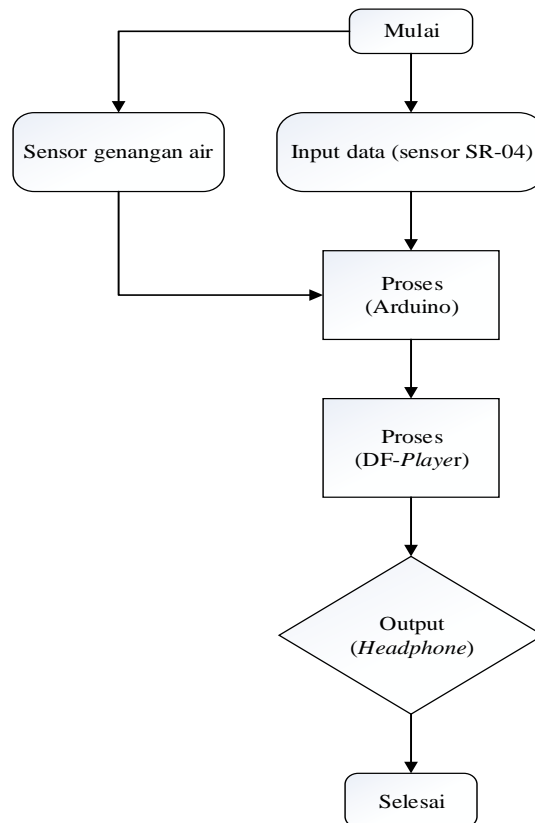 Mulai
Sensor genangan air
Input data (sensor SR-04)
Proses
(Arduino)
Proses
(DF-Player)
Output
(Headphone)
Selesai